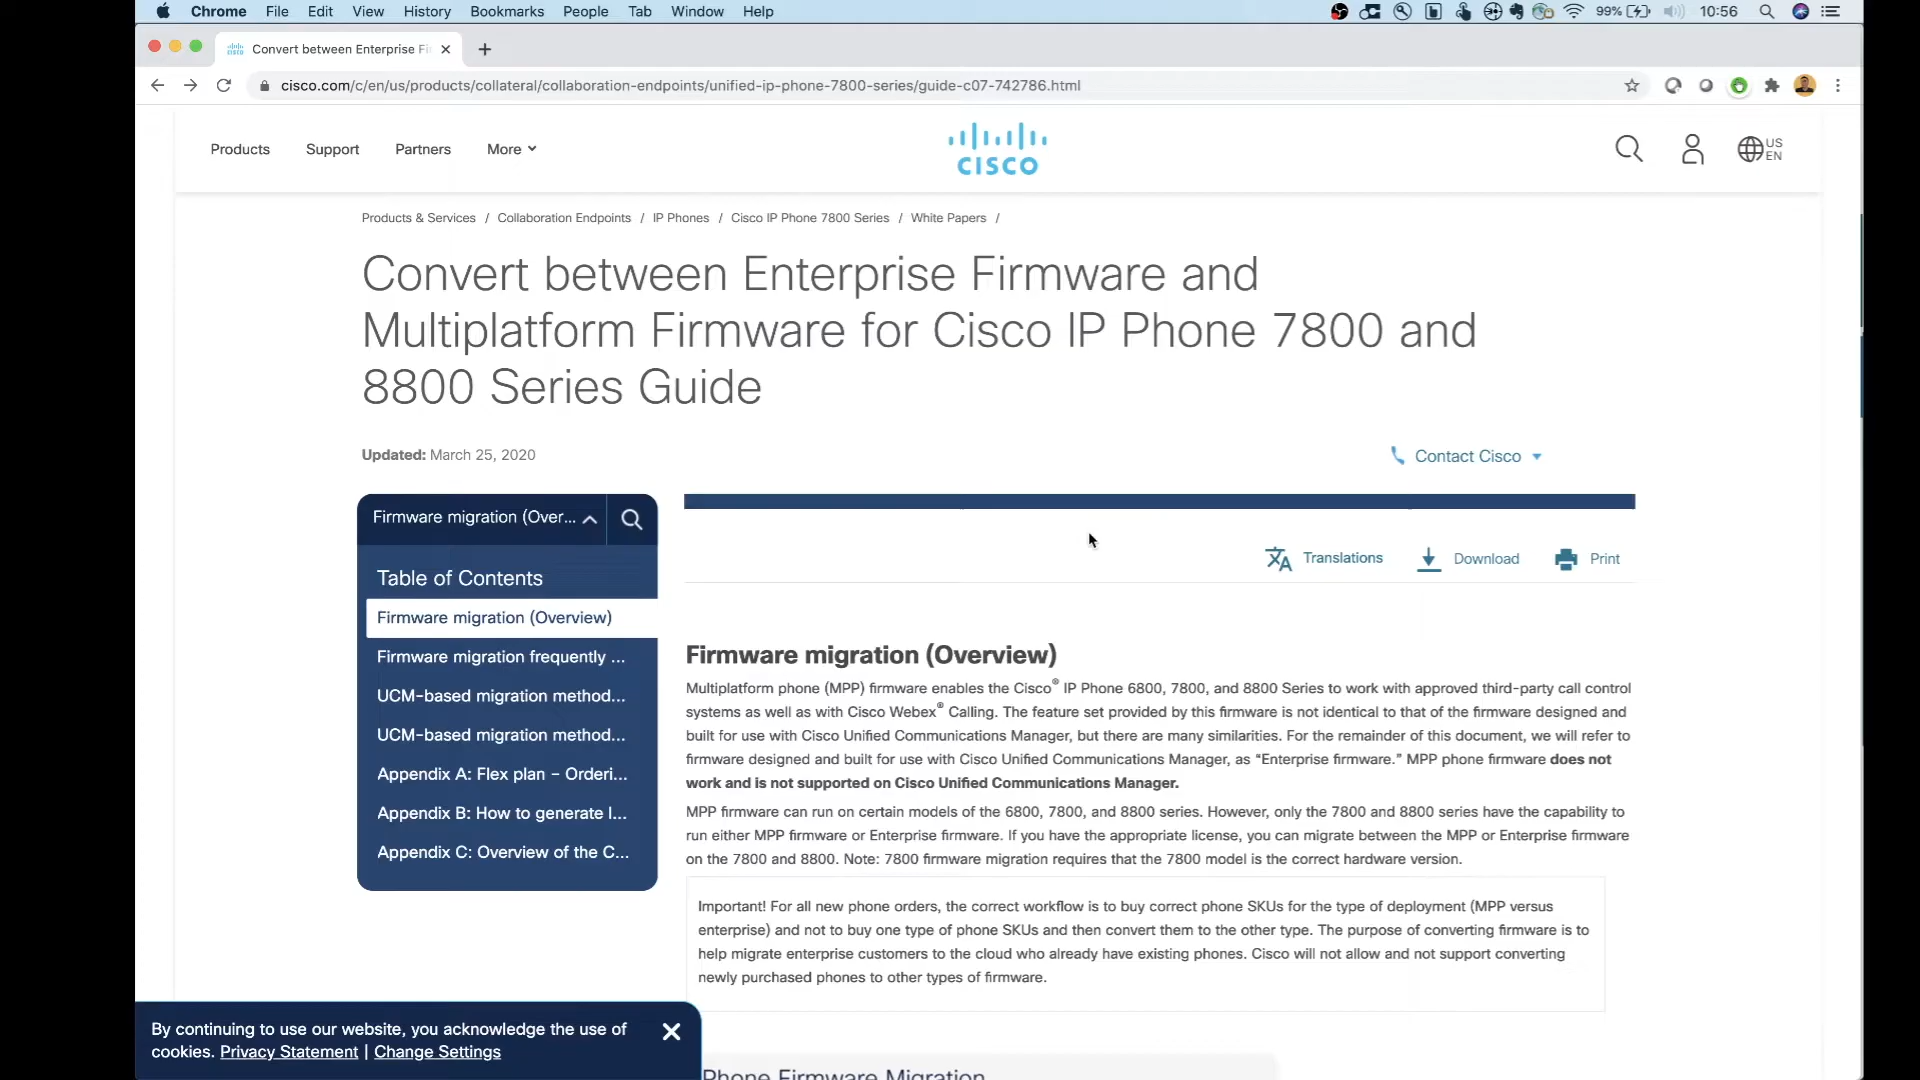 Chrome File Edit View History Bookmarks People Tab Window Help 99% 10:56
Convert between Enterprise Fi
cisco.com/c/en/us/products/collateral/collaboration-endpoints/unified-ip-phone-7800-series/guide-c07-742786.html
Products Support Partners More
CISCO
US
EN
Products & Services / Collaboration Endpoints / IP Phones / Cisco IP Phone 7800 Series / White Papers /
Convert between Enterprise Firmware and
Multiplatform Firmware for Cisco IP Phone 7800 and
8800 Series Guide
Updated: March 25, 2020
Contact Cisco
Firmware migration (Over...
Table of Contents
Firmware migration (Overview)
Firmware migration frequently ...
UCM-based migration method...
UCM-based migration method...
Appendix A: Flex plan – Orderi...
Appendix B: How to generate l...
Appendix C: Overview of the C...
Translations Download Print
Firmware migration (Overview)
Multiplatform phone (MPP) firmware enables the Cisco® IP Phone 6800, 7800, and 8800 Series to work with approved third-party call control
systems as well as with Cisco Webex® Calling. The feature set provided by this firmware is not identical to that of the firmware designed and
built for use with Cisco Unified Communications Manager, but there are many similarities. For the remainder of this document, we will refer to
firmware designed and built for use with Cisco Unified Communications Manager, as “Enterprise firmware.” MPP phone firmware does not
work and is not supported on Cisco Unified Communications Manager.
MPP firmware can run on certain models of the 6800, 7800, and 8800 series. However, only the 7800 and 8800 series have the capability to
run either MPP firmware or Enterprise firmware. If you have the appropriate license, you can migrate between the MPP or Enterprise firmware
on the 7800 and 8800. Note: 7800 firmware migration requires that the 7800 model is the correct hardware version.
Important! For all new phone orders, the correct workflow is to buy correct phone SKUs for the type of deployment (MPP versus
enterprise) and not to buy one type of phone SKUs and then convert them to the other type. The purpose of converting firmware is to
help migrate enterprise customers to the cloud who already have existing phones. Cisco will not allow and not support converting
newly purchased phones to other types of firmware.
By continuing to use our website, you acknowledge the use of
cookies. Privacy Statement | Change Settings
Phone Firmware Migration